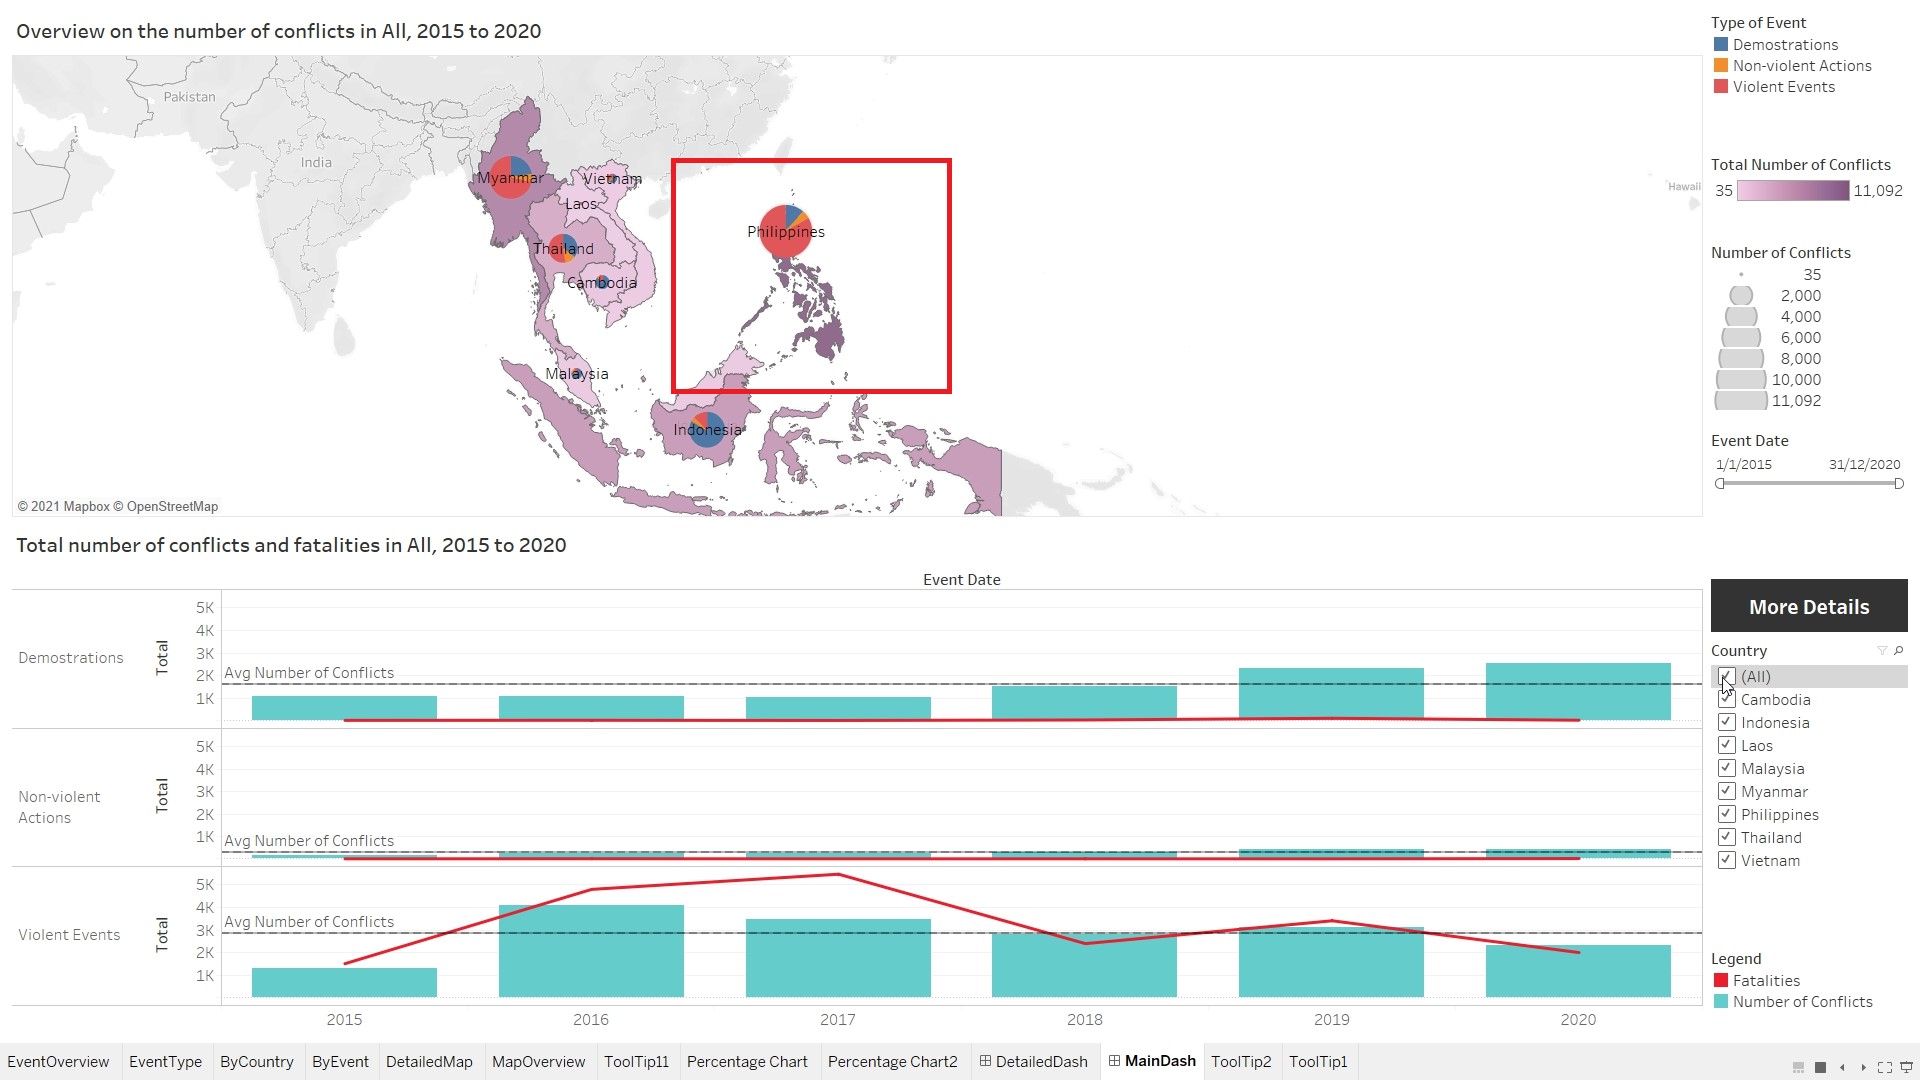 Overview on the number of conflicts in All, 2015 to 2020
Pakistan
India
Myanmar
Vietnam
Laos
Thailand
Cambodia
Malaysia
Indonesia
Philippines
Hawaii
© 2021 Mapbox © OpenStreetMap
Type of Event
Demostrations
Non-violent Actions
Violent Events
Total Number of Conflicts
35 11,092
Number of Conflicts
35
2,000
4,000
6,000
8,000
10,000
11,092
Event Date
1/1/2015 31/12/2020
Total number of conflicts and fatalities in All, 2015 to 2020
Event Date
Demostrations
Total
5K
4K
3K
2K
1K
Avg Number of Conflicts
Non-violent
Actions
Total
5K
4K
3K
2K
1K
Avg Number of Conflicts
Violent Events
Total
5K
4K
3K
2K
1K
Avg Number of Conflicts
2015 2016 2017 2018 2019 2020
More Details
Country
(All)
Cambodia
Indonesia
Laos
Malaysia
Myanmar
Philippines
Thailand
Vietnam
Legend
Fatalities
Number of Conflicts
EventOverview EventType ByCountry ByEvent DetailedMap MapOverview ToolTip11 Percentage Chart Percentage Chart2 DetailedDash MainDash ToolTip2 ToolTip1